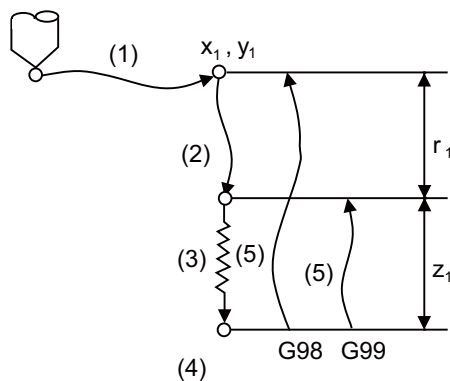 (1)
x1 , y1
(2)
r1
(3)
(5)
(5)
z1
(4)
G98
G99